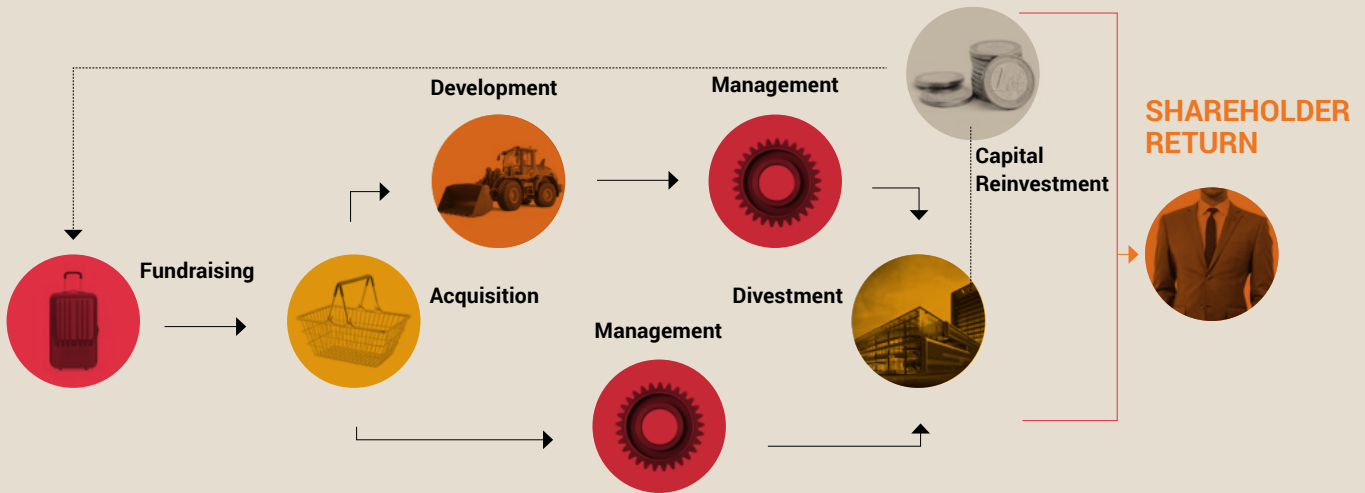 Development
Management
SHAREHOLDER
RETURN
Capital
Reinvestment
Fundraising
Acquisition
Divestment
Management